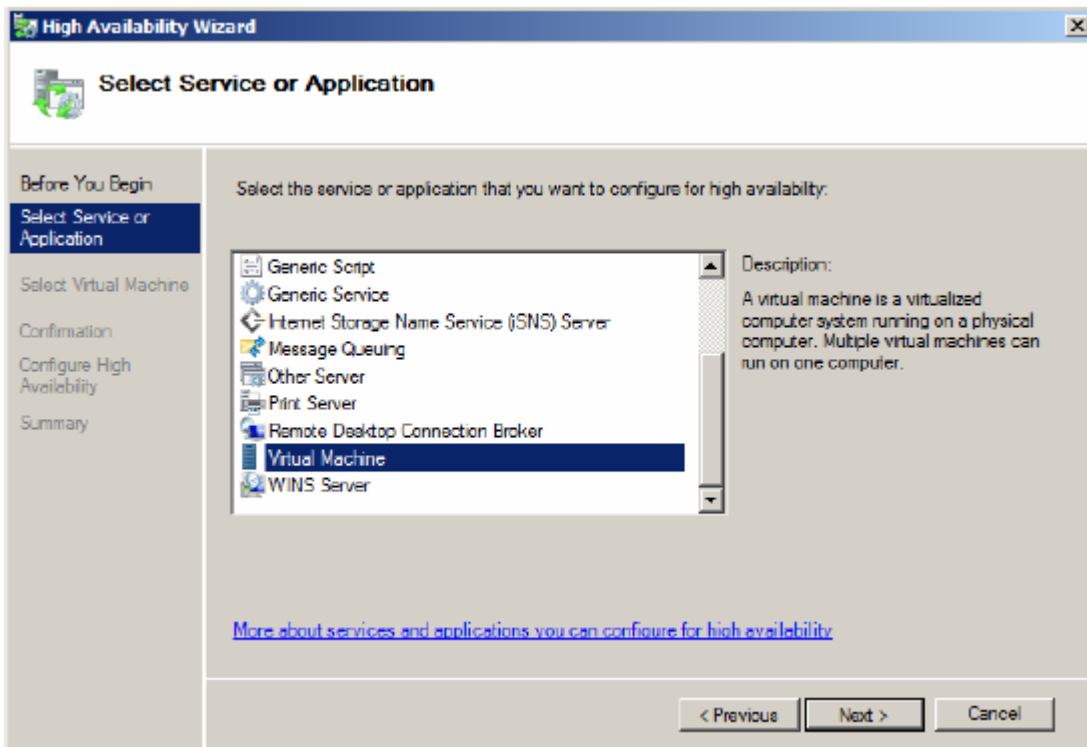 High Availability Wizard
Select Service or Application
Before You Begin
Select Service or
Application
Select Virtual Machine
Confirmation
Configure High
Availability
Summary
Select the service or application that you want to configure for high availability:
Generic Script
Generic Service
Internet Storage Name Service (iSNS) Server
Message Queuing
Other Server
Print Server
Remote Desktop Connection Broker
Virtual Machine
WINS Server
Description:
A virtual machine is a virtualized
computer system running on a physical
computer. Multiple virtual machines can
run on one computer.
More about services and applications you can configure for high availability
< Previous
Next >
Cancel